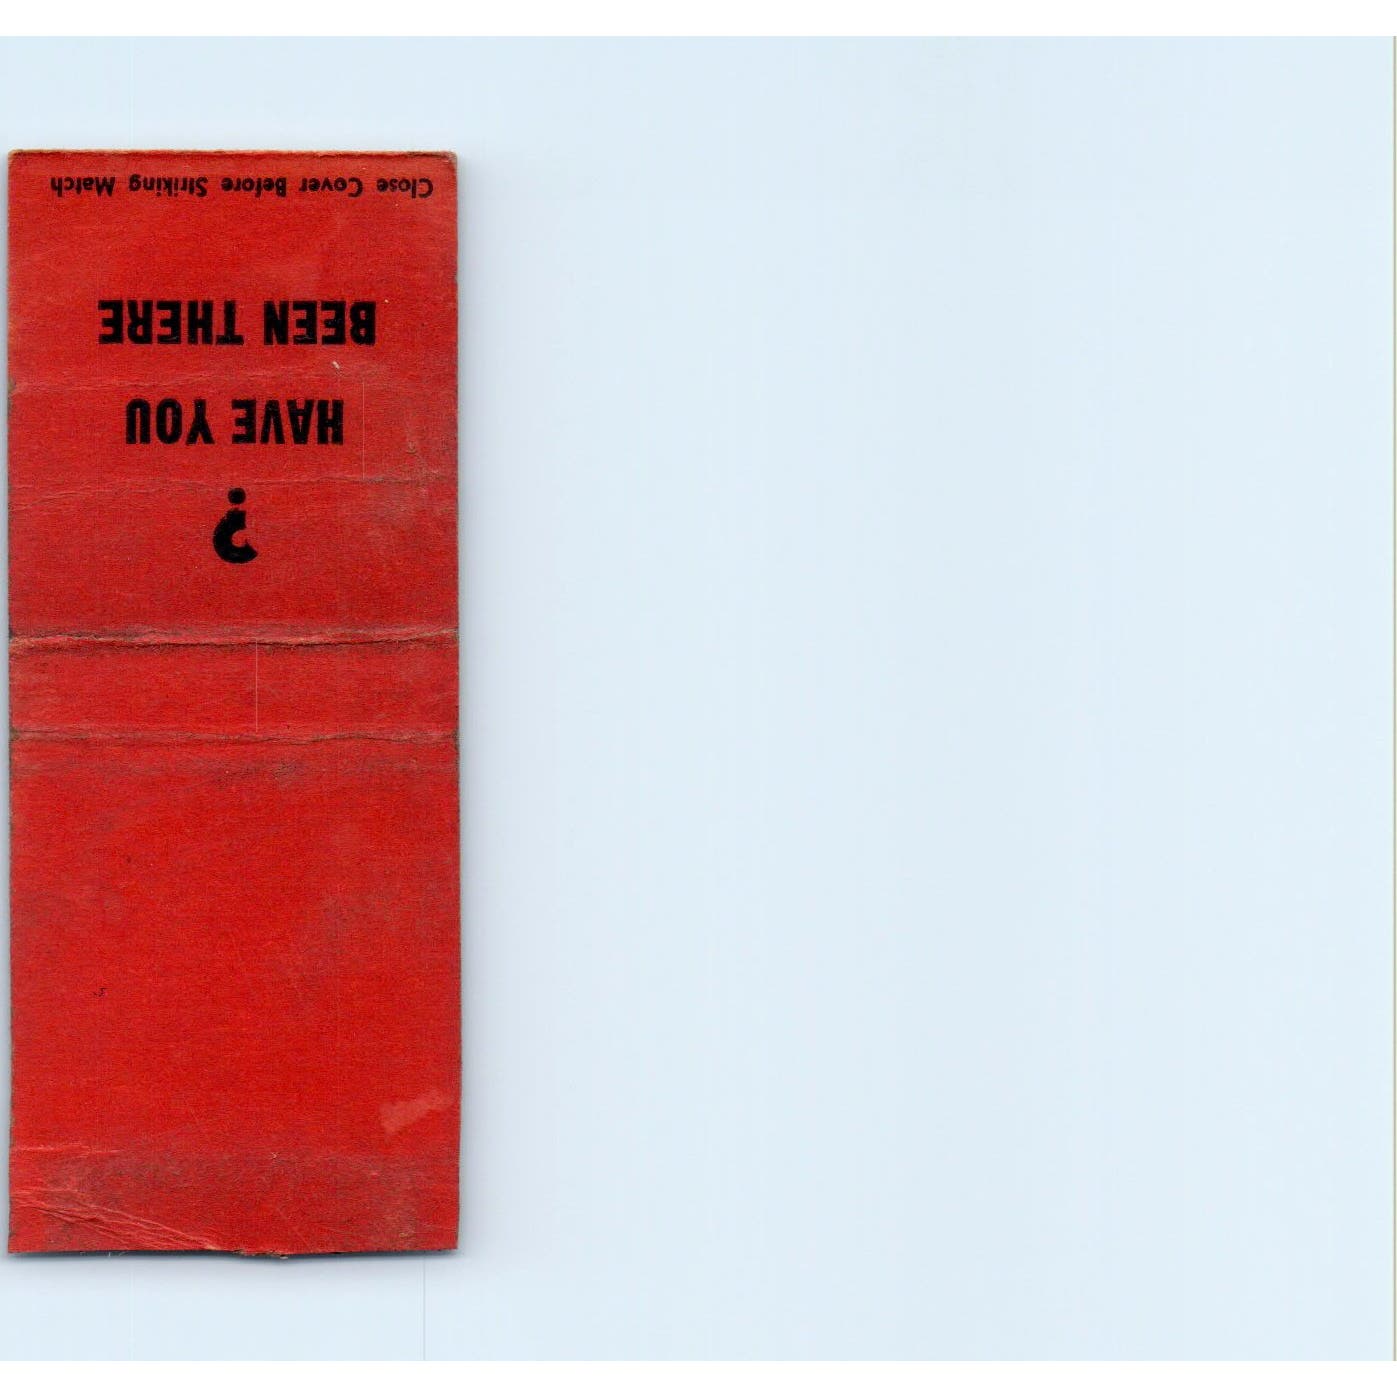 ?
HAVE YOU
BEEN THERE
Close Cover Before Striking Match